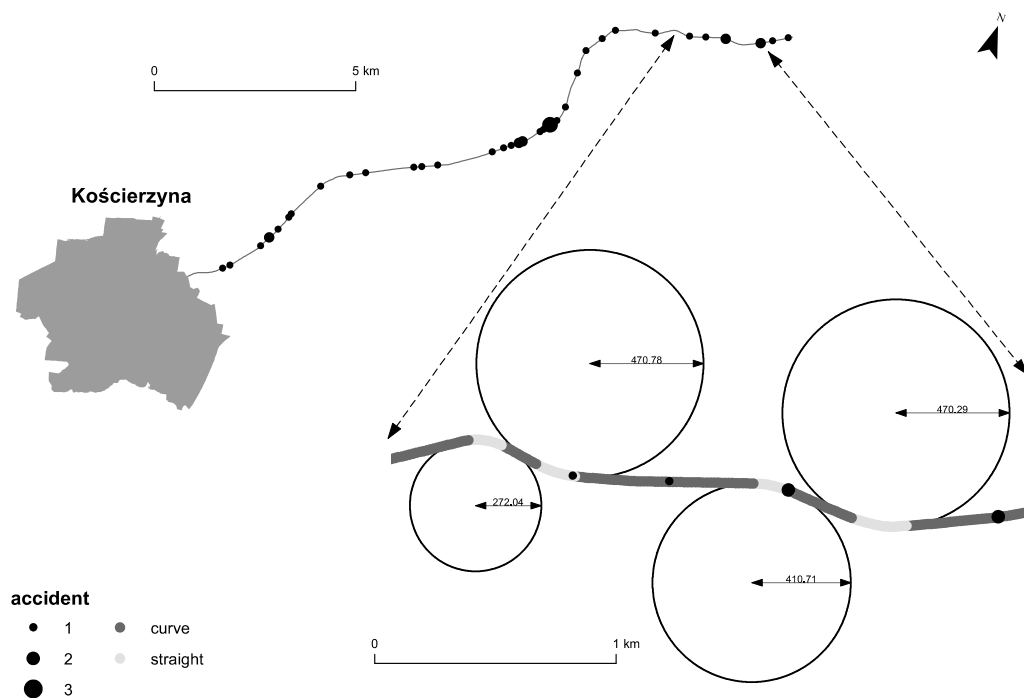 N
0
5 km
Kościerzyna
470.78
470.29
272.04
410.71
accident
1
curve
2
straight
3
0
1 km